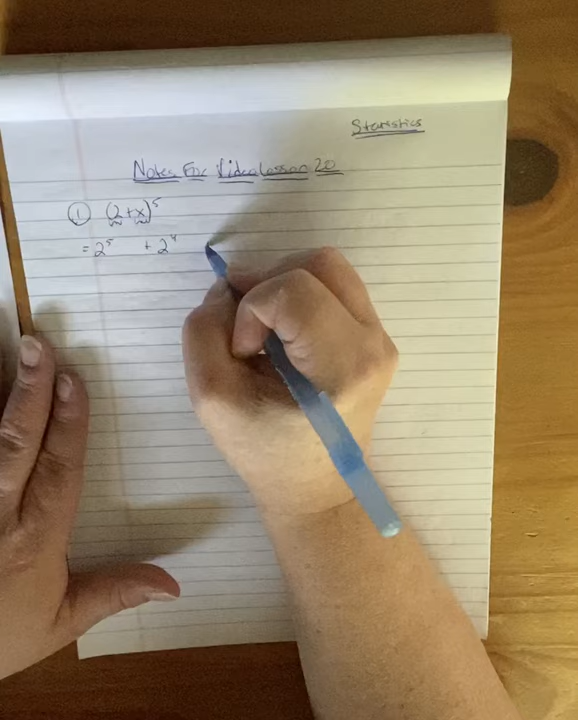 Statistics
Notes For Video Lesson 20
① (2+x)⁵
= 2⁵ + 2⁴